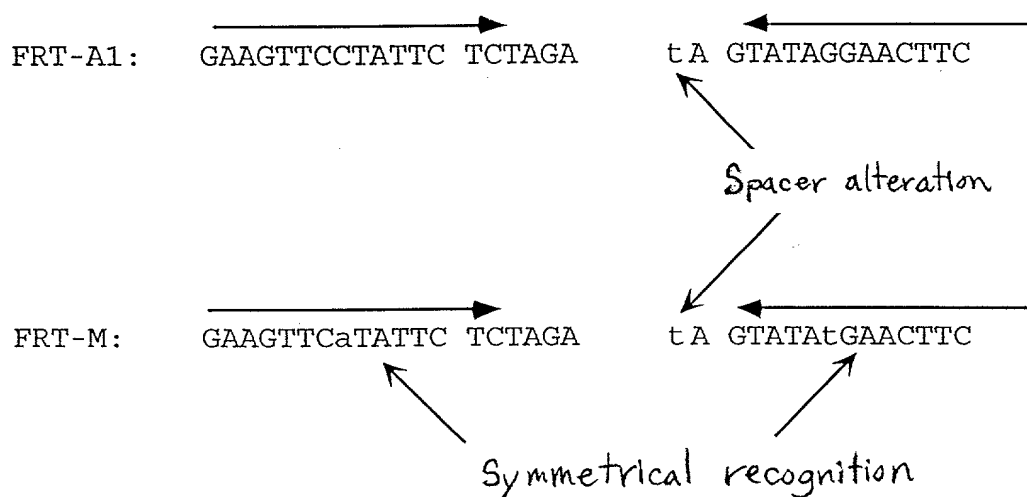 FRT-A1: GAAGTTCCTATTC TCTAGA tA GTATAGGAACTTC
Spacer alteration
FRT-M: GAAGTTCaTATTC TCTAGA tA GTATAtGAACTTC
Symmetrical recognition